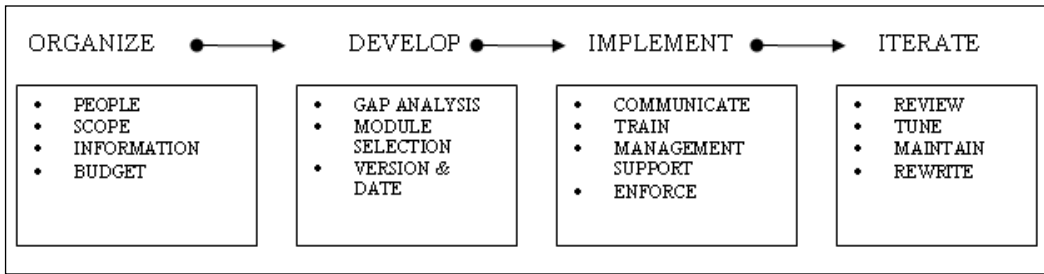 ORGANIZE DEVELOP IMPLEMENT ITERATE
• PEOPLE
• SCOPE
• INFORMATION
• BUDGET
• GAP ANALYSIS
• MODULE
SELECTION
• VERSION &
DATE
• COMMUNICATE
• TRAIN
• MANAGEMENT
SUPPORT
• ENFORCE
• REVIEW
• TUNE
• MAINTAIN
• REWRITE